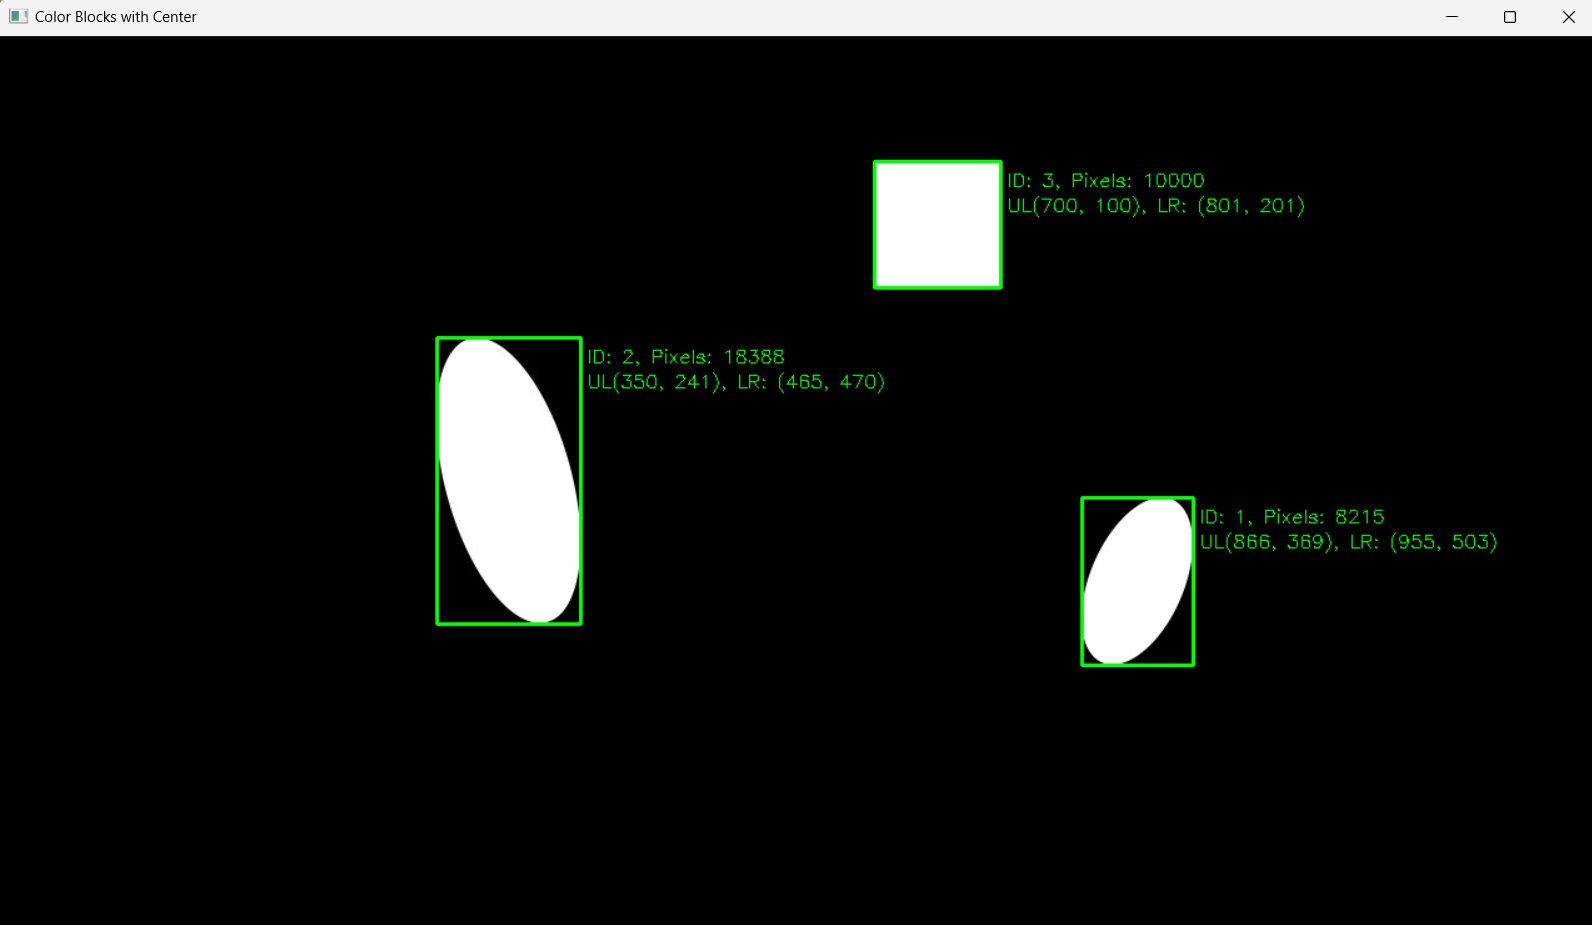 Color Blocks with Center
ID: 3, Pixels: 10000
UL(700, 100), LR: (801, 201)
ID: 2, Pixels: 18388
UL(350, 241), LR: (465, 470)
ID: 1, Pixels: 8215
UL(866, 369), LR: (955, 503)